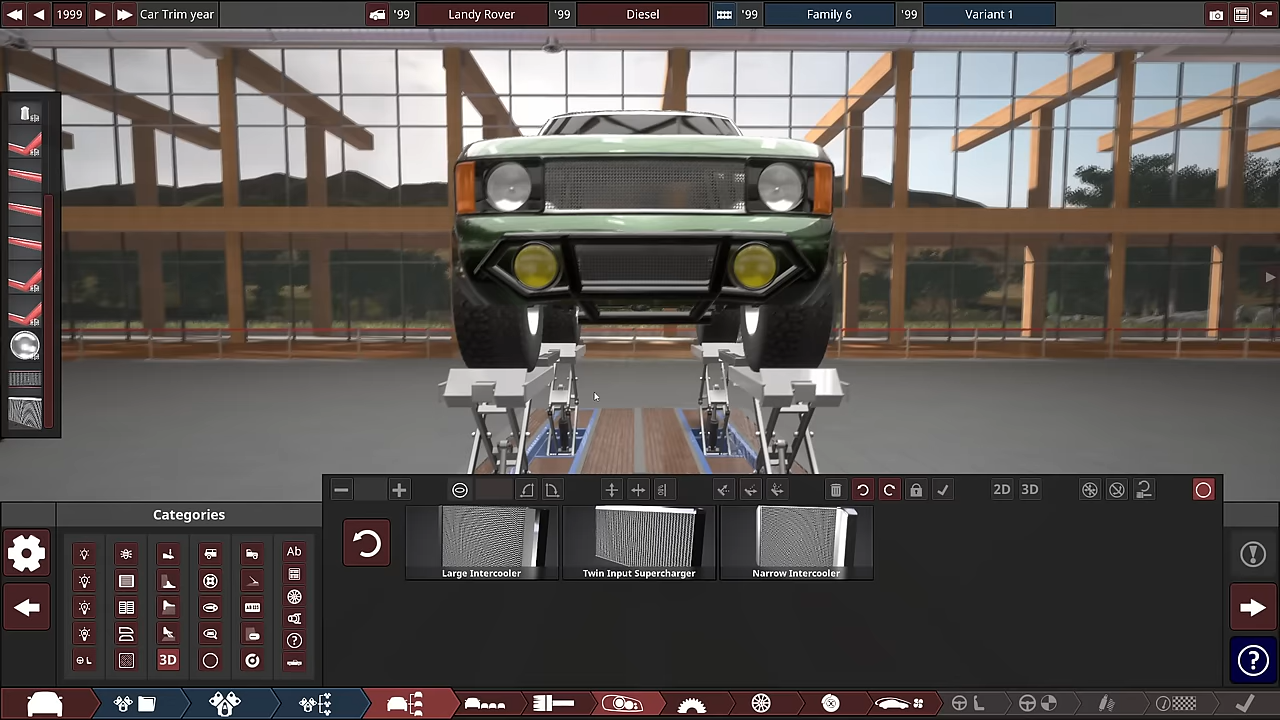 1999 Car Trim year '99 Landy Rover '99 Diesel '99 Family 6 '99 Variant 1
2D 3D
Categories
Ab
L 3D
Large Intercooler Twin Input Supercharger Narrow Intercooler